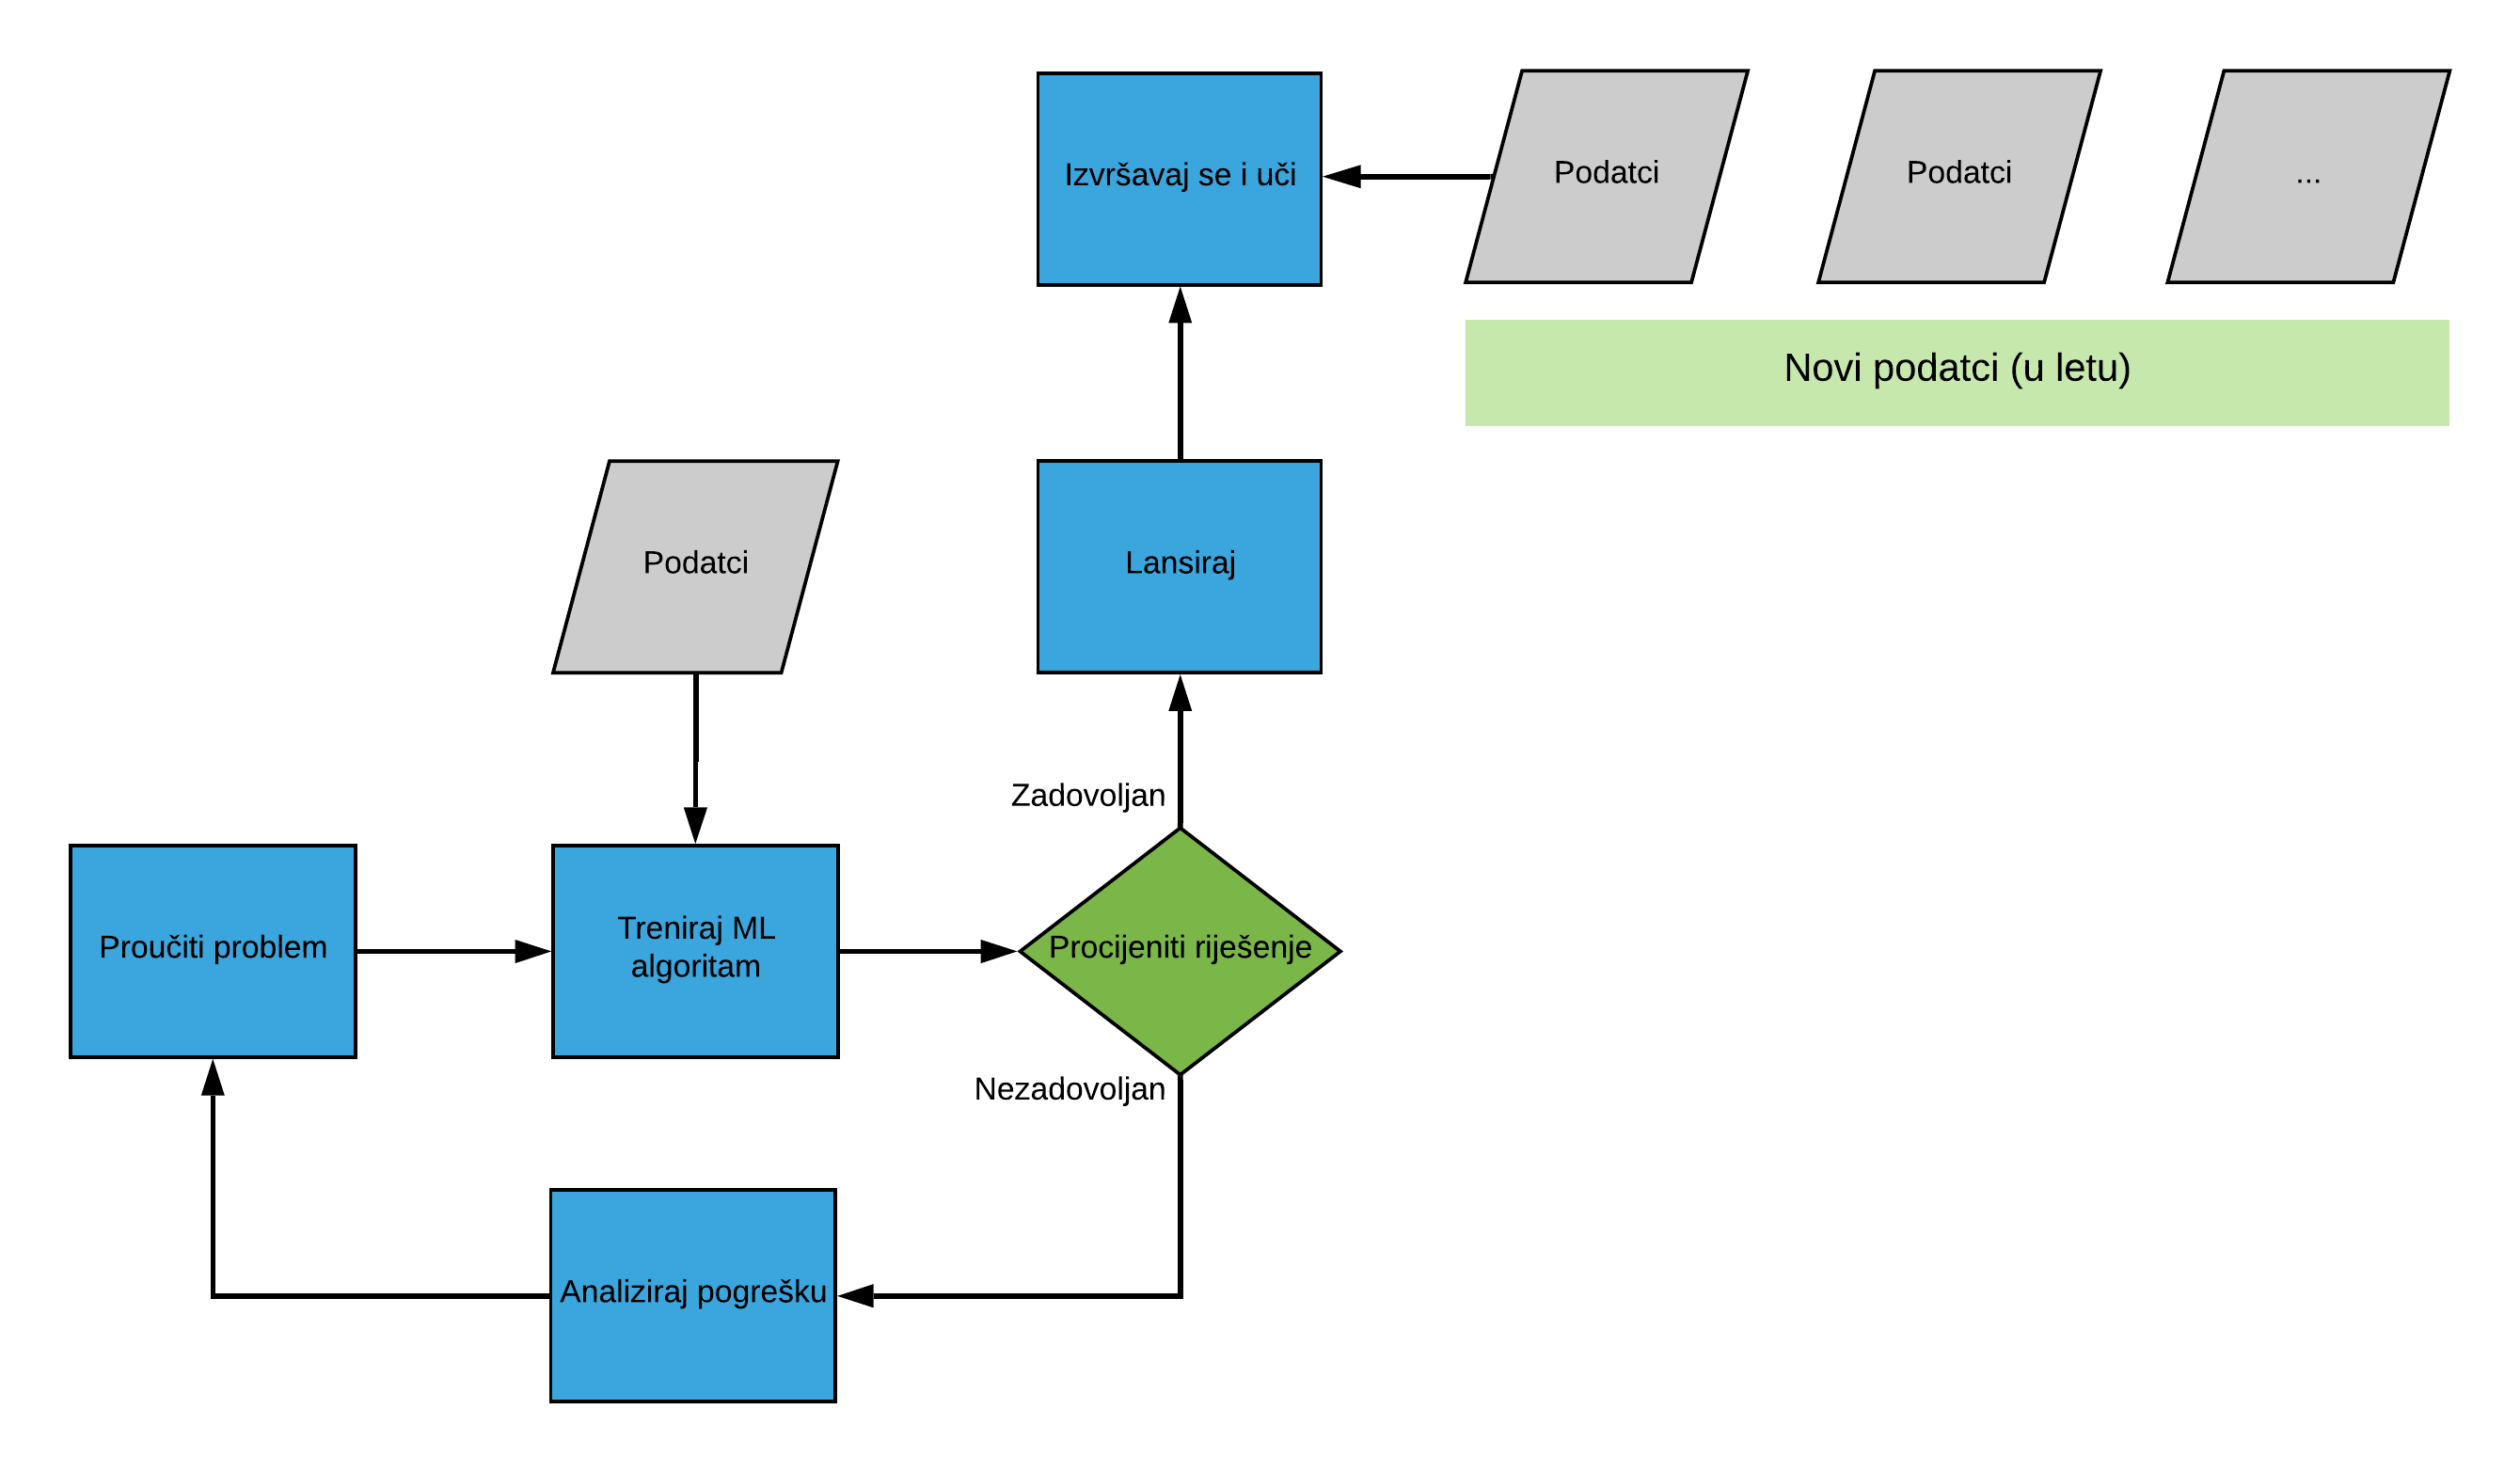 Izvršavaj se i uči
Podatci
Podatci
...
Novi podatci (u letu)
Podatci
Lansiraj
Zadovoljan
Proučiti problem
Treniraj ML
algoritam
Procijeniti riješenje
Nezadovoljan
Analiziraj pogrešku